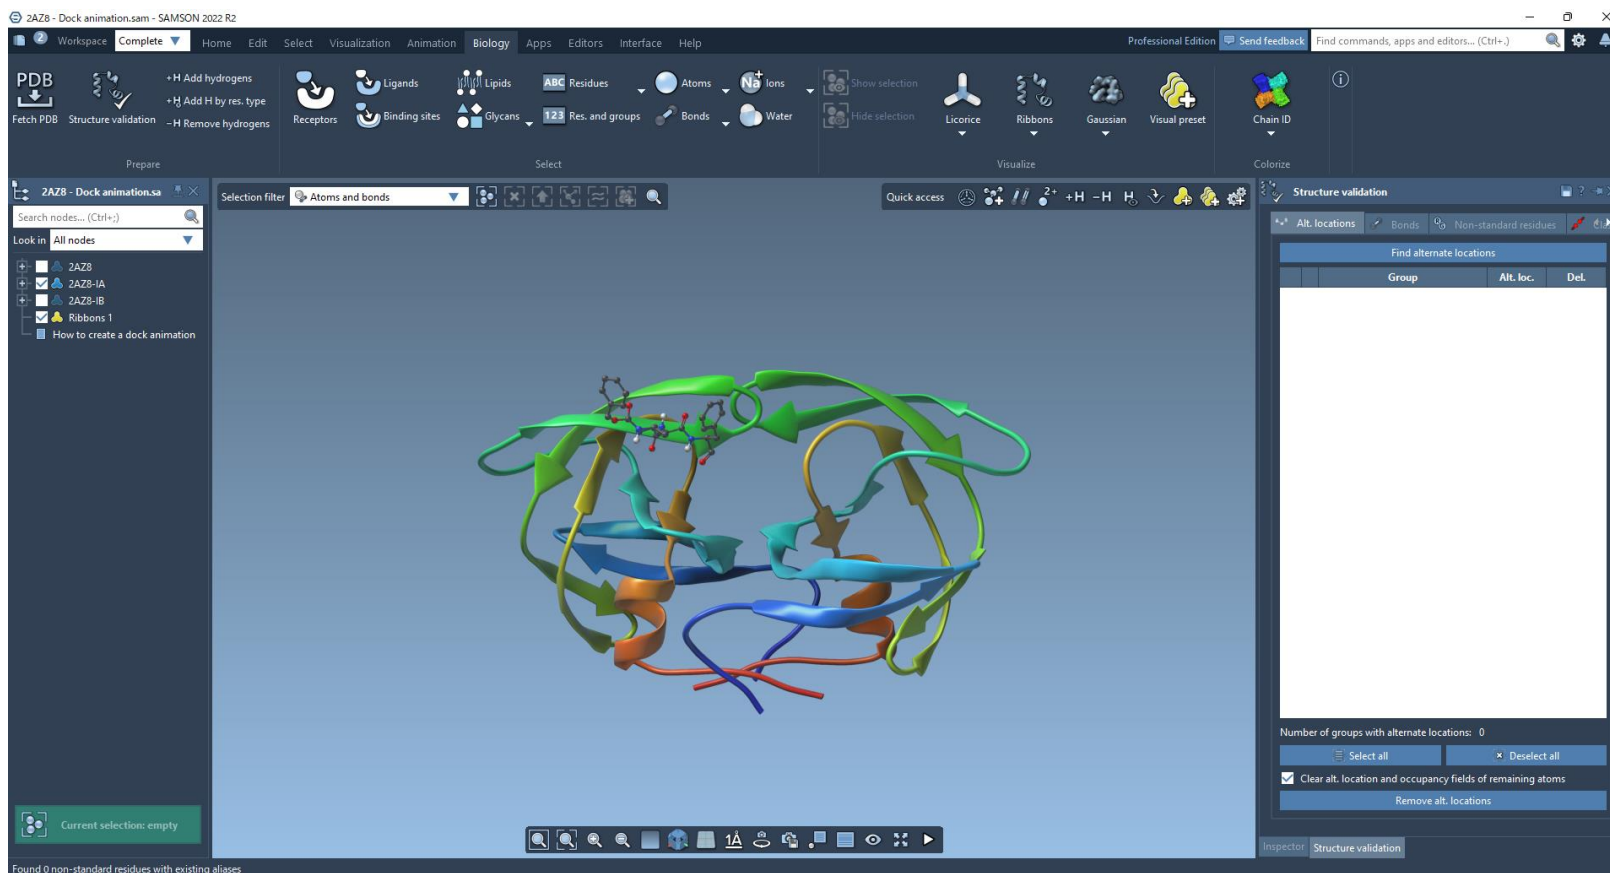 2AZ8 - Dock animation.sam - SAMSON 2022 R2
2 Workspace Complete Home Edit Select Visualization Animation Biology Apps Editors Interface Help Professional Edition Send feedback Find commands, apps and editors... (Ctrl+.)
PDB
Fetch PDB
Structure validation
+H Add hydrogens
+H Add H by res. type
-H Remove hydrogens
Prepare
Receptors
Ligands
Binding sites
Lipids
Glycans
ABC Residues
123 Res. and groups
Atoms
Bonds
Na+ Ions
Water
Select
Show selection
Hide selection
Licorice
Ribbons
Gaussian
Visual preset
Visualize
Chain ID
Colorize
2AZ8 - Dock animation.sa
Search nodes... (Ctrl+;)
Look in All nodes
2AZ8
2AZ8-IA
2AZ8-IB
Ribbons 1
How to create a dock animation
Current selection: empty
Selection filter Atoms and bonds
Quick access 2+ +H -H H
1Å
Structure validation
?
Alt. locations Bonds Non-standard residues
Find alternate locations
Group Alt. loc. Del.
Number of groups with alternate locations: 0
Select all Deselect all
Clear alt. location and occupancy fields of remaining atoms
Remove alt. locations
Inspector Structure validation
Found 0 non-standard residues with existing aliases